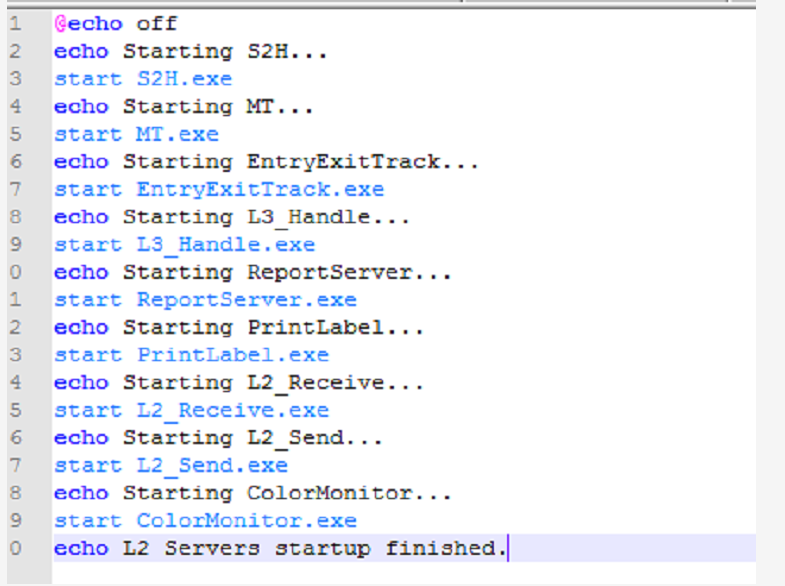 1 @echo off
2 echo Starting S2H...
3 start S2H.exe
4 echo Starting MT...
5 start MT.exe
6 echo Starting EntryExitTrack...
7 start EntryExitTrack.exe
8 echo Starting L3_Handle...
9 start L3_Handle.exe
0 echo Starting ReportServer...
1 start ReportServer.exe
2 echo Starting PrintLabel...
3 start PrintLabel.exe
4 echo Starting L2_Receive...
5 start L2_Receive.exe
6 echo Starting L2_Send...
7 start L2_Send.exe
8 echo Starting ColorMonitor...
9 start ColorMonitor.exe
0 echo L2 Servers startup finished.